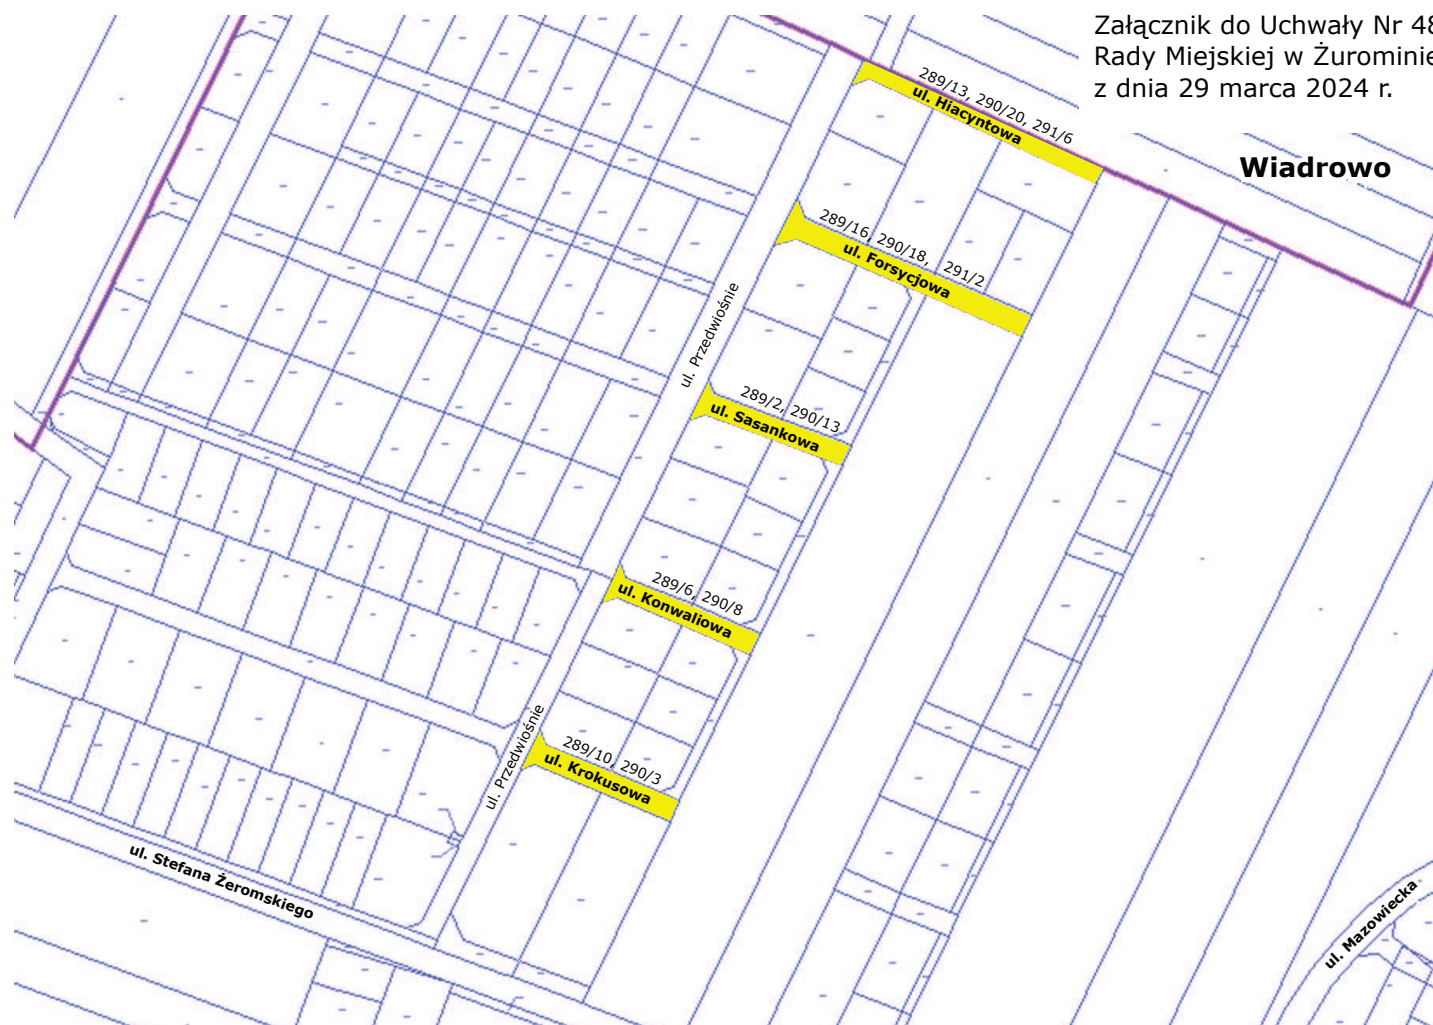 Załącznik do Uchwały Nr 48
Rady Miejskiej w Żurominie
z dnia 29 marca 2024 r.
289/13, 290/20, 291/6
ul. Hiacyntowa
Wiadrowo
289/16, 290/18, 291/2
ul. Forsycjowa
ul. Przedwiośnie
289/2, 290/13
ul. Sasankowa
289/6, 290/8
ul. Konwaliowa
ul. Przedwiośnie
289/10, 290/3
ul. Krokusowa
ul. Stefana Żeromskiego
ul. Mazowiecka